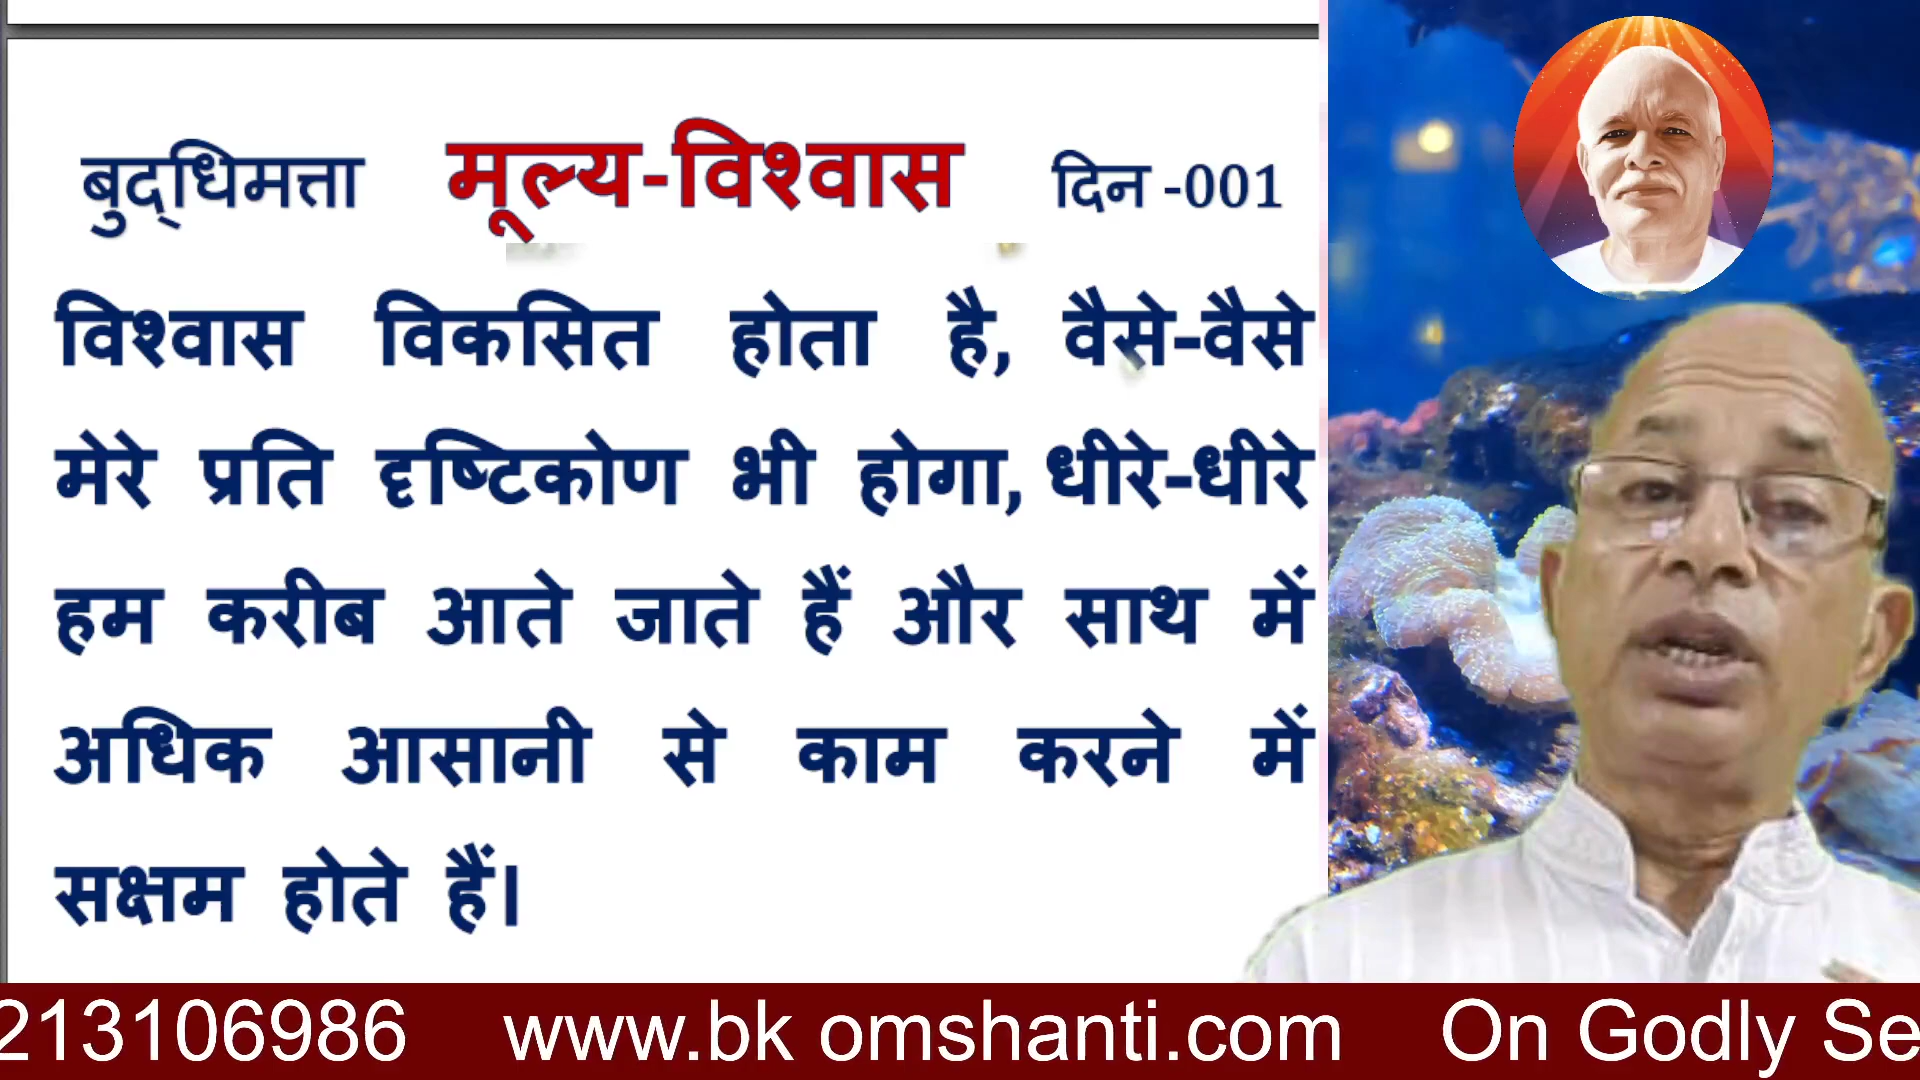 बुद्धिमत्ता मूल्य-विश्वास दिन -001
विश्वास विकसित होता है, वैसे-वैसे
मेरे प्रति दृष्टिकोण भी होगा, धीरे-धीरे
हम करीब आते जाते हैं और साथ में
अधिक आसानी से काम करने में
सक्षम होते हैं।
213106986 www.bk omshanti.com On Godly Se